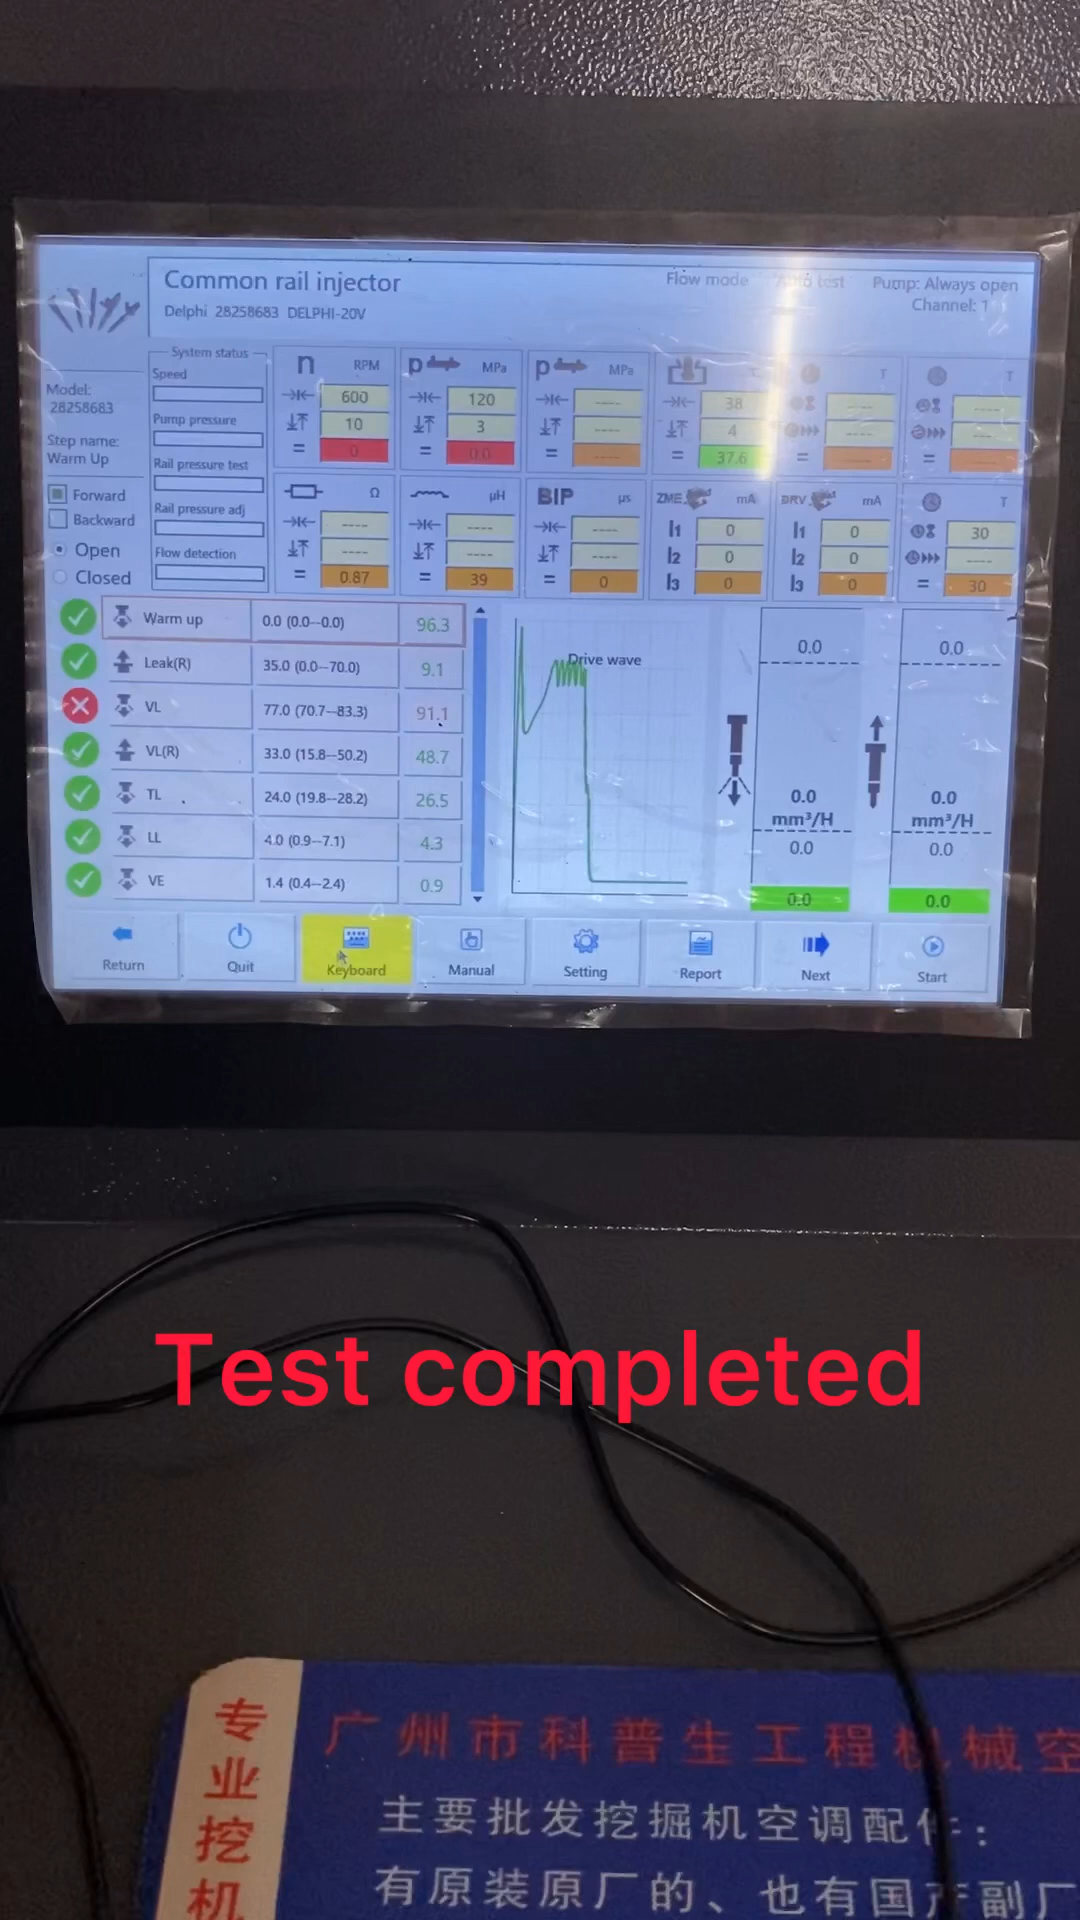 Common rail injector
Flow mode
Auto test
Pump: Always open
Delphi 28258683 DELPHI-20V
Channel: 1
Model:
28258683
Step name:
Warm Up
Forward
Backward
Open
Closed
System status
Speed
Pump pressure
Rail pressure test
Rail pressure adj
Flow detection
n RPM
600
10
= 0
p MPa
120
3
= 0.0
p MPa
----
----
= ----
°C
38
4
= 37.6
T
----
----
= ----
T
----
----
= ----
Ω
----
----
= 0.87
µH
----
----
= 39
BIP µs
----
----
= 0
ZME mA
I1 0
I2 0
I3 0
DRV mA
I1 0
I2 0
I3 0
T
30
----
= 30
Warm up 0.0 (0.0--0.0) 96.3
Leak(R) 35.0 (0.0--70.0) 9.1
VL 77.0 (70.7--83.3) 91.1
VL(R) 33.0 (15.8--50.2) 48.7
TL 24.0 (19.8--28.2) 26.5
LL 4.0 (0.9--7.1) 4.3
VE 1.4 (0.4--2.4) 0.9
Drive wave
0.0
0.0
mm³/H
0.0
0.0
0.0
0.0
mm³/H
0.0
0.0
Return
Quit
Keyboard
Manual
Setting
Report
Next
Start
Test completed
专业挖机
广州市科普生工程机械空
主要批发挖掘机空调配件：
有原装原厂的、也有国产副厂